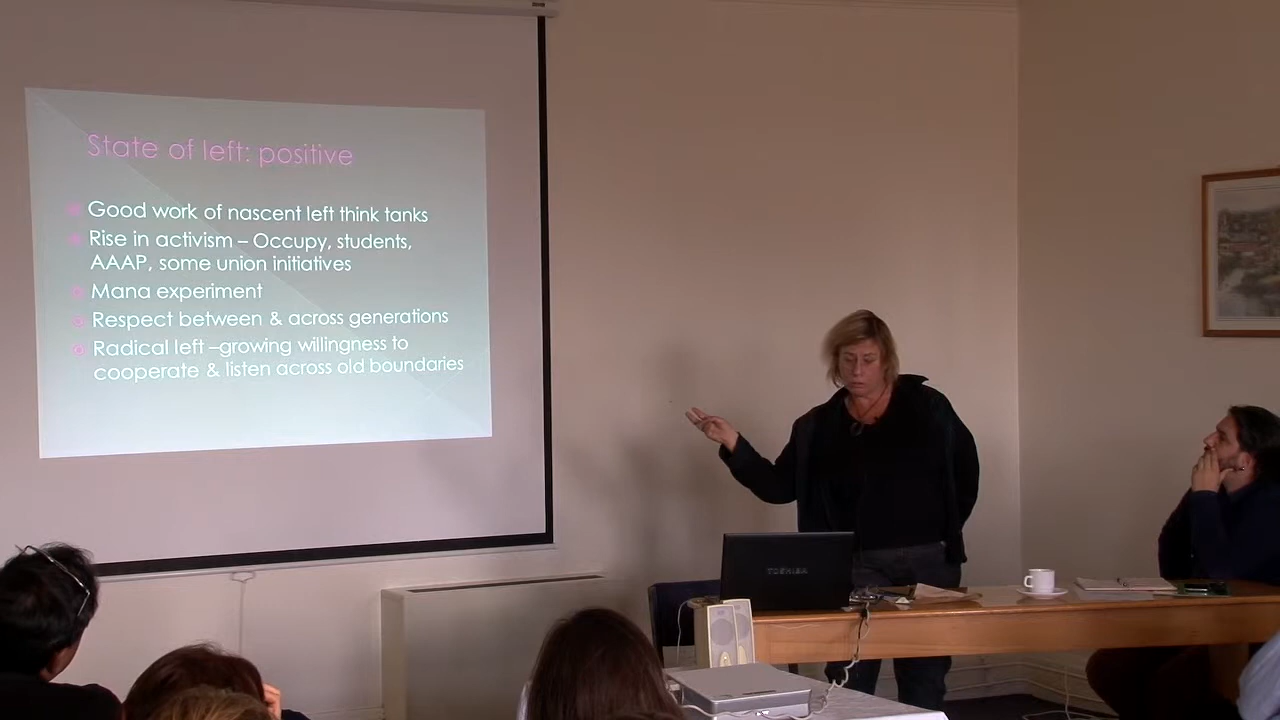 State of left: positive
Good work of nascent left think tanks
Rise in activism – Occupy, students,
AAAP, some union initiatives
Mana experiment
Respect between & across generations
Radical left –growing willingness to
cooperate & listen across old boundaries
TOSHIBA